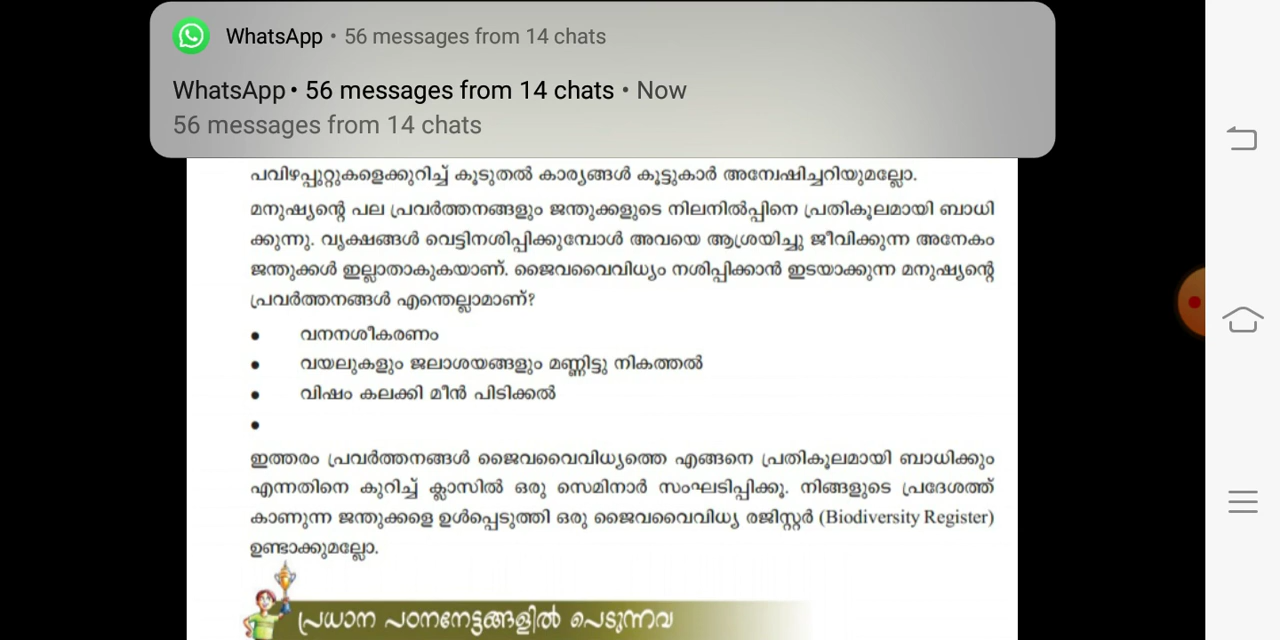 WhatsApp • 56 messages from 14 chats
WhatsApp • 56 messages from 14 chats • Now
56 messages from 14 chats
പവിഴപ്പുറ്റുകളെക്കുറിച്ച് കൂടുതൽ കാര്യങ്ങൾ കൂട്ടുകാർ അന്വേഷിച്ചറിയുമല്ലോ.
മനുഷ്യന്റെ പല പ്രവർത്തനങ്ങളും ജന്തുക്കളുടെ നിലനിൽപ്പിനെ പ്രതികൂലമായി ബാധി
ക്കുന്നു. വൃക്ഷങ്ങൾ വെട്ടിനശിപ്പിക്കുമ്പോൾ അവയെ ആശ്രയിച്ചു ജീവിക്കുന്ന അനേകം
ജന്തുക്കൾ ഇല്ലാതാകുകയാണ്. ജൈവവൈവിധ്യം നശിപ്പിക്കാൻ ഇടയാക്കുന്ന മനുഷ്യന്റെ
പ്രവർത്തനങ്ങൾ എന്തെല്ലാമാണ്?
• വനനശീകരണം
• വയലുകളും ജലാശയങ്ങളും മണ്ണിട്ടു നികത്തൽ
• വിഷം കലക്കി മീൻ പിടിക്കൽ
•
ഇത്തരം പ്രവർത്തനങ്ങൾ ജൈവവൈവിധ്യത്തെ എങ്ങനെ പ്രതികൂലമായി ബാധിക്കും
എന്നതിനെ കുറിച്ച് ക്ലാസിൽ ഒരു സെമിനാർ സംഘടിപ്പിക്കൂ. നിങ്ങളുടെ പ്രദേശത്ത്
കാണുന്ന ജന്തുക്കളെ ഉൾപ്പെടുത്തി ഒരു ജൈവവൈവിധ്യ രജിസ്റ്റർ (Biodiversity Register)
ഉണ്ടാക്കുമല്ലോ.
പ്രധാന പഠനനേട്ടങ്ങളിൽ പെടുന്നവ